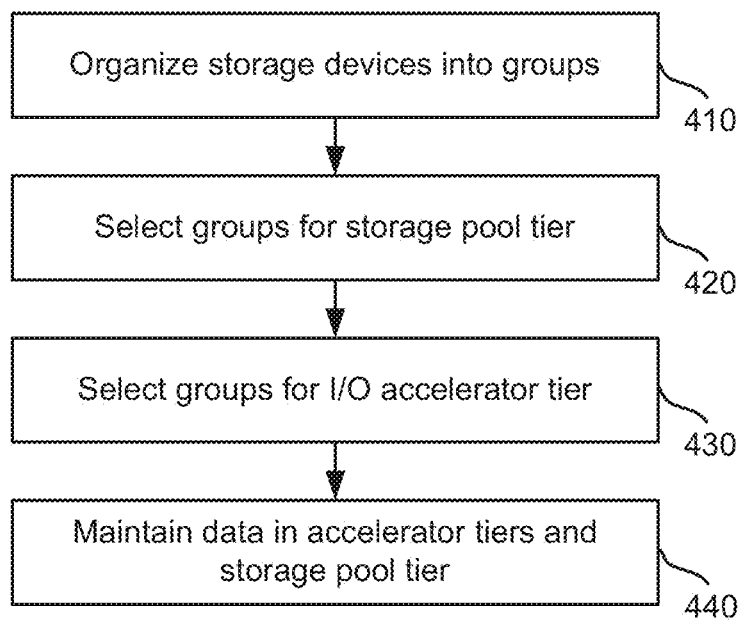 Organize storage devices into groups
410
Select groups for storage pool tier
420
Select groups for I/O accelerator tier
430
Maintain data in accelerator tiers and
storage pool tier
440